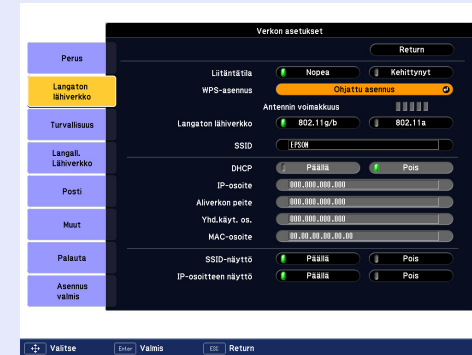 Verkon asetukset
Return
Perus
Langaton
lähiverkko
Turvallisuus
Langall.
Lähiverkko
Posti
Muut
Palauta
Asennus
valmis
Liitäntätila Nopea Kehittynyt
WPS-asennus Ohjattu asennus
Antennin voimakkuus
Langaton lähiverkko 802.11g/b 802.11a
SSID EPSON
DHCP Päällä Pois
IP-osoite 000.000.000.000
Aliverkon peite 000.000.000.000
Yhd.käyt. os. 000.000.000.000
MAC-osoite 00.00.00.00.00.00
SSID-näyttö Päällä Pois
IP-osoitteen näyttö Päällä Pois
Valitse Enter Valmis ESC Return